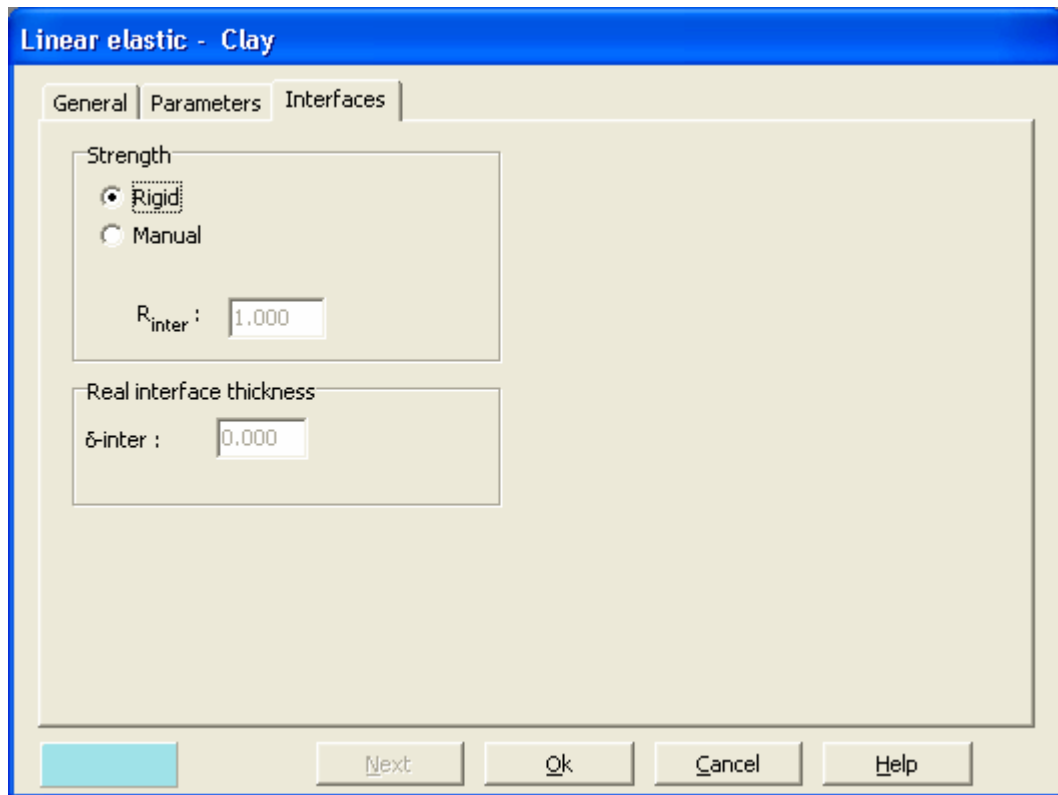 Linear elastic - Clay
General Parameters Interfaces
Strength
Rigid
Manual
Rinter : 1.000
Real interface thickness
δ-inter : 0.000
Next Ok Cancel Help